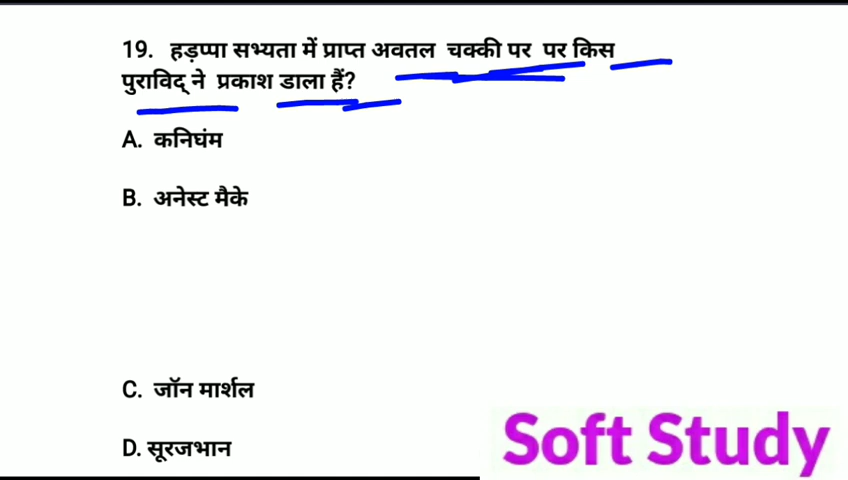 19. हड़प्पा सभ्यता में प्राप्त अवतल चक्की पर पर किस
पुराविद् ने प्रकाश डाला हैं?
A. कनिघंम
B. अनेस्ट मैके
C. जॉन मार्शल
D. सूरजभान
Soft Study